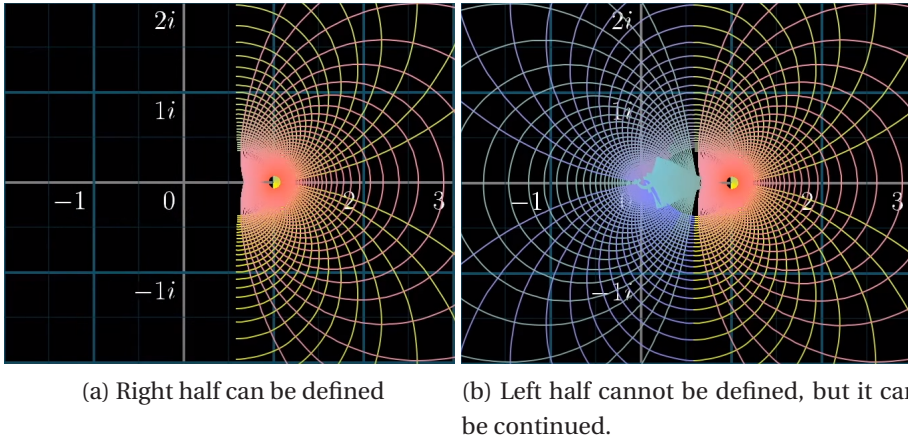 2i
1i
−1 0 2 3
−1i
2i
1i
−1 2 3
−1i
(a) Right half can be defined
(b) Left half cannot be defined, but it can
be continued.